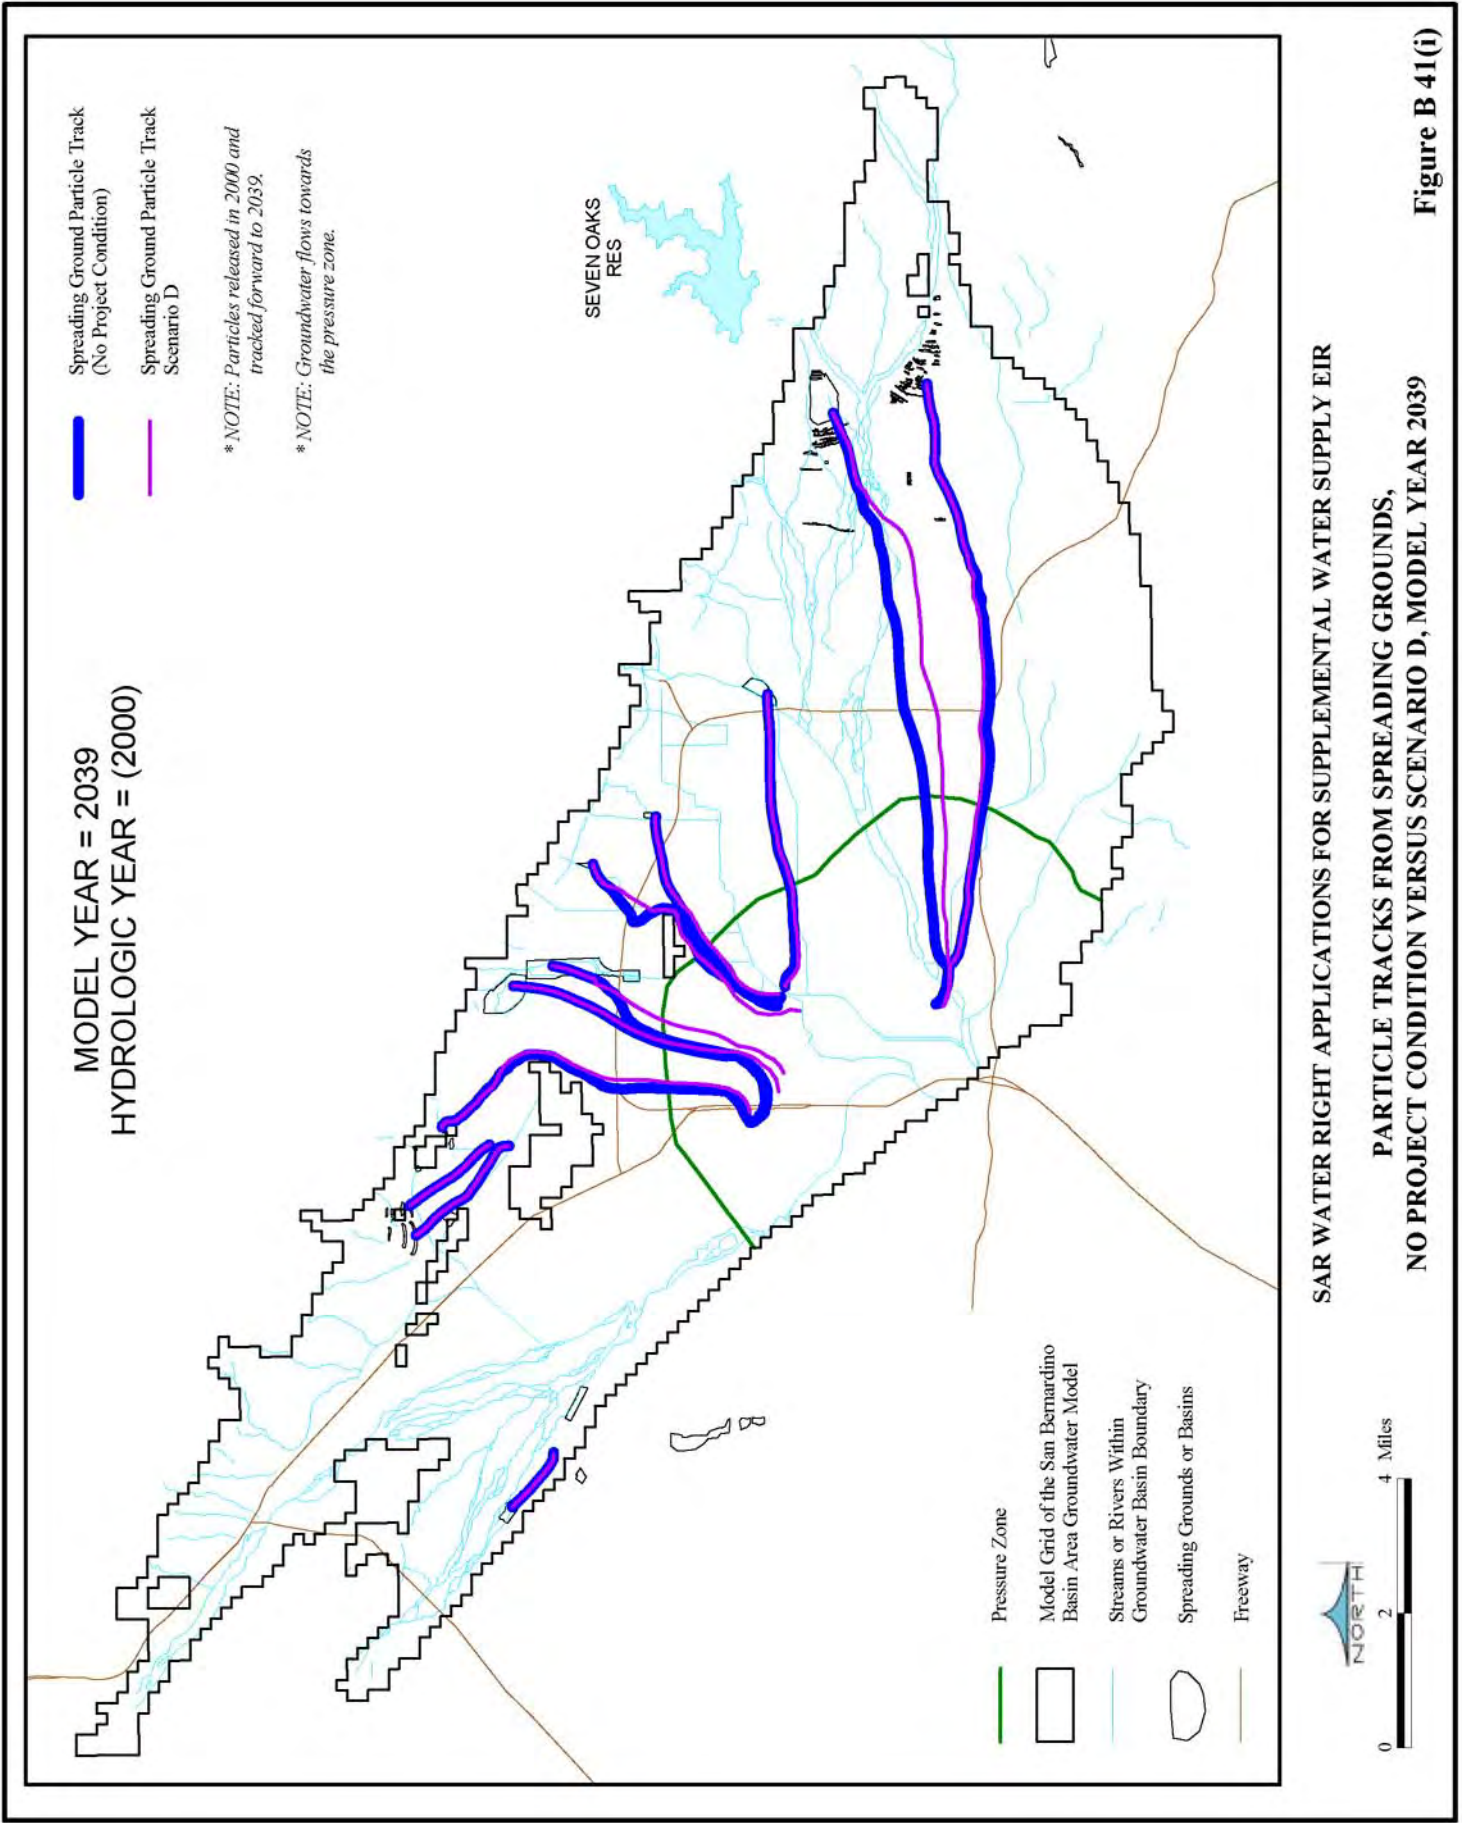 MODEL YEAR = 2039
HYDROLOGIC YEAR = (2000)
Spreading Ground Particle Track
(No Project Condition)
Spreading Ground Particle Track
Scenario D
* NOTE: Particles released in 2000 and
tracked forward to 2039.
* NOTE: Groundwater flows towards
the pressure zone.
SEVEN OAKS
RES
Pressure Zone
Model Grid of the San Bernardino
Basin Area Groundwater Model
Streams or Rivers Within
Groundwater Basin Boundary
Spreading Grounds or Basins
Freeway
NORTH
0 2 4 Miles
SAR WATER RIGHT APPLICATIONS FOR SUPPLEMENTAL WATER SUPPLY EIR
PARTICLE TRACKS FROM SPREADING GROUNDS,
NO PROJECT CONDITION VERSUS SCENARIO D, MODEL YEAR 2039
Figure B 41(i)